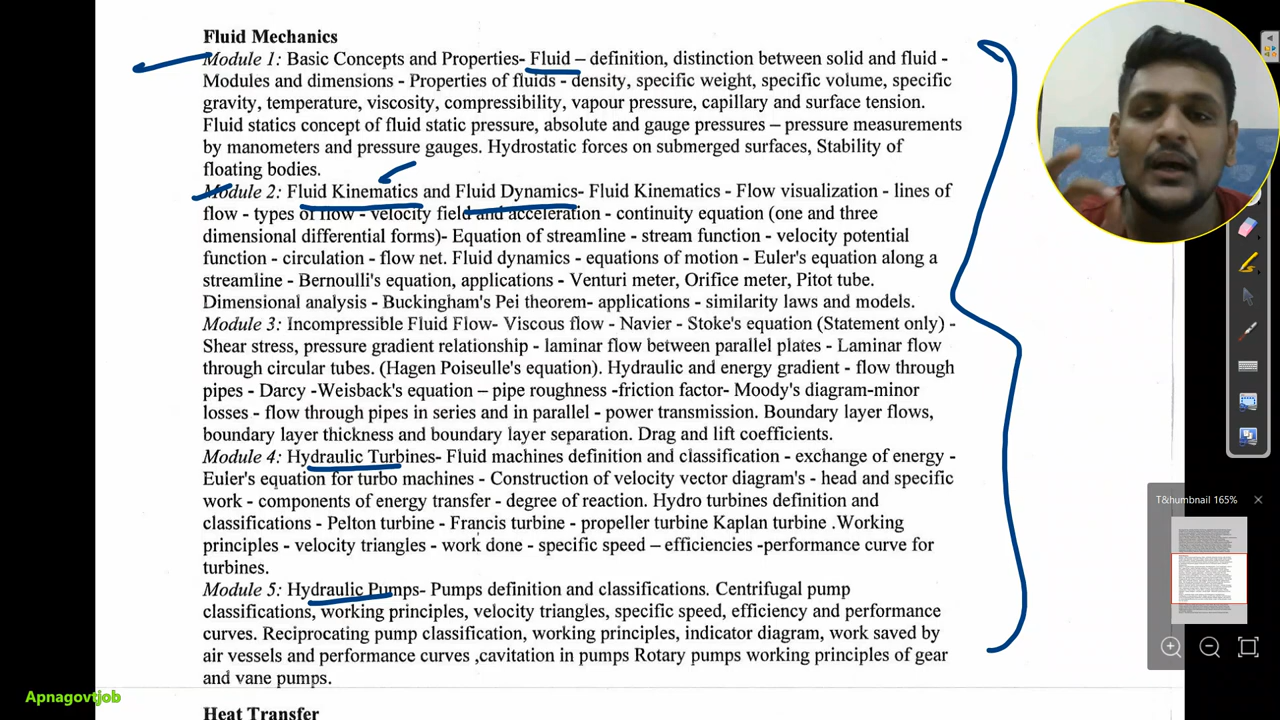 Fluid Mechanics
Module 1: Basic Concepts and Properties- Fluid – definition, distinction between solid and fluid -
Modules and dimensions - Properties of fluids - density, specific weight, specific volume, specific
gravity, temperature, viscosity, compressibility, vapour pressure, capillary and surface tension.
Fluid statics concept of fluid static pressure, absolute and gauge pressures – pressure measurements
by manometers and pressure gauges. Hydrostatic forces on submerged surfaces, Stability of
floating bodies.
Module 2: Fluid Kinematics and Fluid Dynamics- Fluid Kinematics - Flow visualization - lines of
flow - types of flow - velocity field and acceleration - continuity equation (one and three
dimensional differential forms)- Equation of streamline - stream function - velocity potential
function - circulation - flow net. Fluid dynamics - equations of motion - Euler's equation along a
streamline - Bernoulli's equation, applications - Venturi meter, Orifice meter, Pitot tube.
Dimensional analysis - Buckingham's Pei theorem- applications - similarity laws and models.
Module 3: Incompressible Fluid Flow- Viscous flow - Navier - Stoke's equation (Statement only) -
Shear stress, pressure gradient relationship - laminar flow between parallel plates - Laminar flow
through circular tubes. (Hagen Poiseulle's equation). Hydraulic and energy gradient - flow through
pipes - Darcy -Weisback's equation – pipe roughness -friction factor- Moody's diagram-minor
losses - flow through pipes in series and in parallel - power transmission. Boundary layer flows,
boundary layer thickness and boundary layer separation. Drag and lift coefficients.
Module 4: Hydraulic Turbines- Fluid machines definition and classification - exchange of energy -
Euler's equation for turbo machines - Construction of velocity vector diagram's - head and specific
work - components of energy transfer - degree of reaction. Hydro turbines definition and
classifications - Pelton turbine - Francis turbine - propeller turbine Kaplan turbine .Working
principles - velocity triangles - work done - specific speed – efficiencies -performance curve for
turbines.
Module 5: Hydraulic Pumps- Pumps definition and classifications. Centrifugal pump
classifications, working principles, velocity triangles, specific speed, efficiency and performance
curves. Reciprocating pump classification, working principles, indicator diagram, work saved by
air vessels and performance curves ,cavitation in pumps Rotary pumps working principles of gear
and vane pumps.
Heat Transfer
T&humbnail 165%
Apnagovtjob